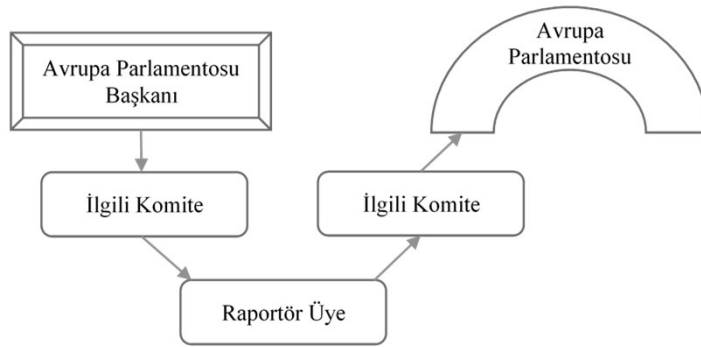 Avrupa Parlamentosu
Başkanı
Avrupa
Parlamentosu
İlgili Komite
İlgili Komite
Raportör Üye